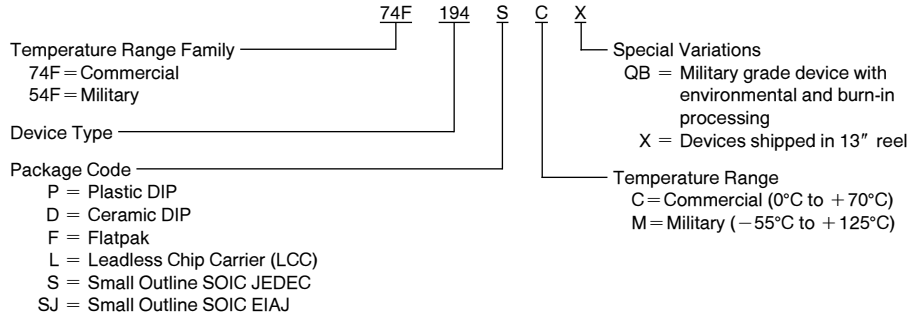 74F 194 S C X
Temperature Range Family
74F = Commercial
54F = Military
Device Type
Package Code
P = Plastic DIP
D = Ceramic DIP
F = Flatpak
L = Leadless Chip Carrier (LCC)
S = Small Outline SOIC JEDEC
SJ = Small Outline SOIC EIAJ
Special Variations
QB = Military grade device with
environmental and burn-in
processing
X = Devices shipped in 13″ reel
Temperature Range
C = Commercial (0°C to +70°C)
M = Military (−55°C to +125°C)